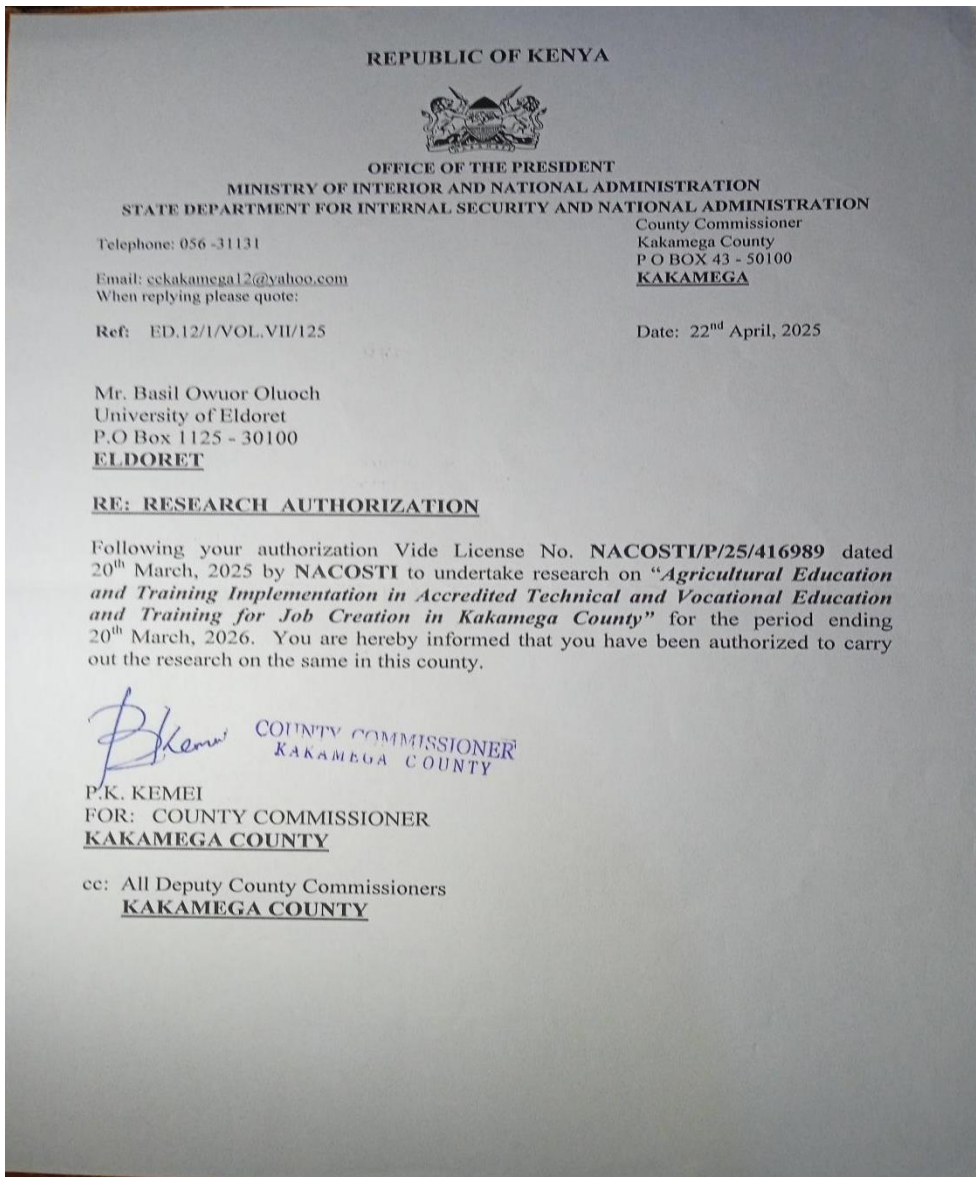 REPUBLIC OF KENYA
OFFICE OF THE PRESIDENT
MINISTRY OF INTERIOR AND NATIONAL ADMINISTRATION
STATE DEPARTMENT FOR INTERNAL SECURITY AND NATIONAL ADMINISTRATION
County Commissioner
Telephone: 056 -31131
Kakamega County
P O BOX 43 - 50100
Email: cckakamega12@yahoo.com
KAKAMEGA
When replying please quote:
Ref: ED.12/1/VOL.VII/125
Date: 22nd April, 2025
Mr. Basil Owuor Oluoch
University of Eldoret
P.O Box 1125 - 30100
ELDORET
RE: RESEARCH AUTHORIZATION
Following your authorization Vide License No. NACOSTI/P/25/416989 dated
20th March, 2025 by NACOSTI to undertake research on "Agricultural Education
and Training Implementation in Accredited Technical and Vocational Education
and Training for Job Creation in Kakamega County" for the period ending
20th March, 2026. You are hereby informed that you have been authorized to carry
out the research on the same in this county.
COUNTY COMMISSIONER
KAKAMEGA COUNTY
P.K. KEMEI
FOR: COUNTY COMMISSIONER
KAKAMEGA COUNTY
cc: All Deputy County Commissioners
KAKAMEGA COUNTY